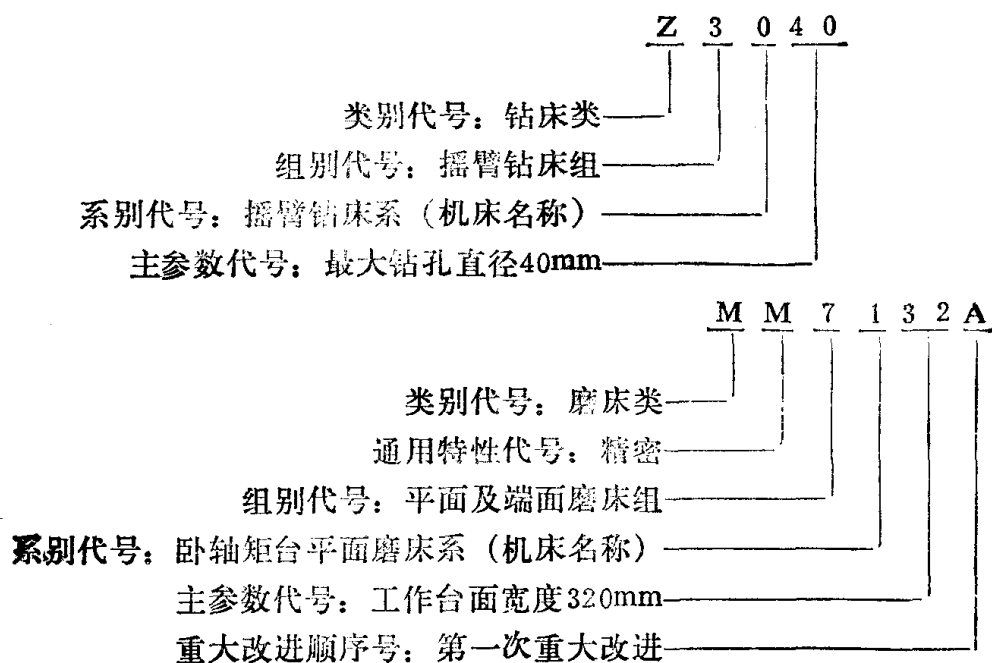 Z 3 0 4 0
类别代号：钻床类
组别代号：摇臂钻床组
系别代号：摇臂钻床系（机床名称）
主参数代号：最大钻孔直径40mm
M M 7 1 3 2 A
类别代号：磨床类
通用特性代号：精密
组别代号：平面及端面磨床组
系别代号：卧轴矩台平面磨床系（机床名称）
主参数代号：工作台面宽度320mm
重大改进顺序号：第一次重大改进